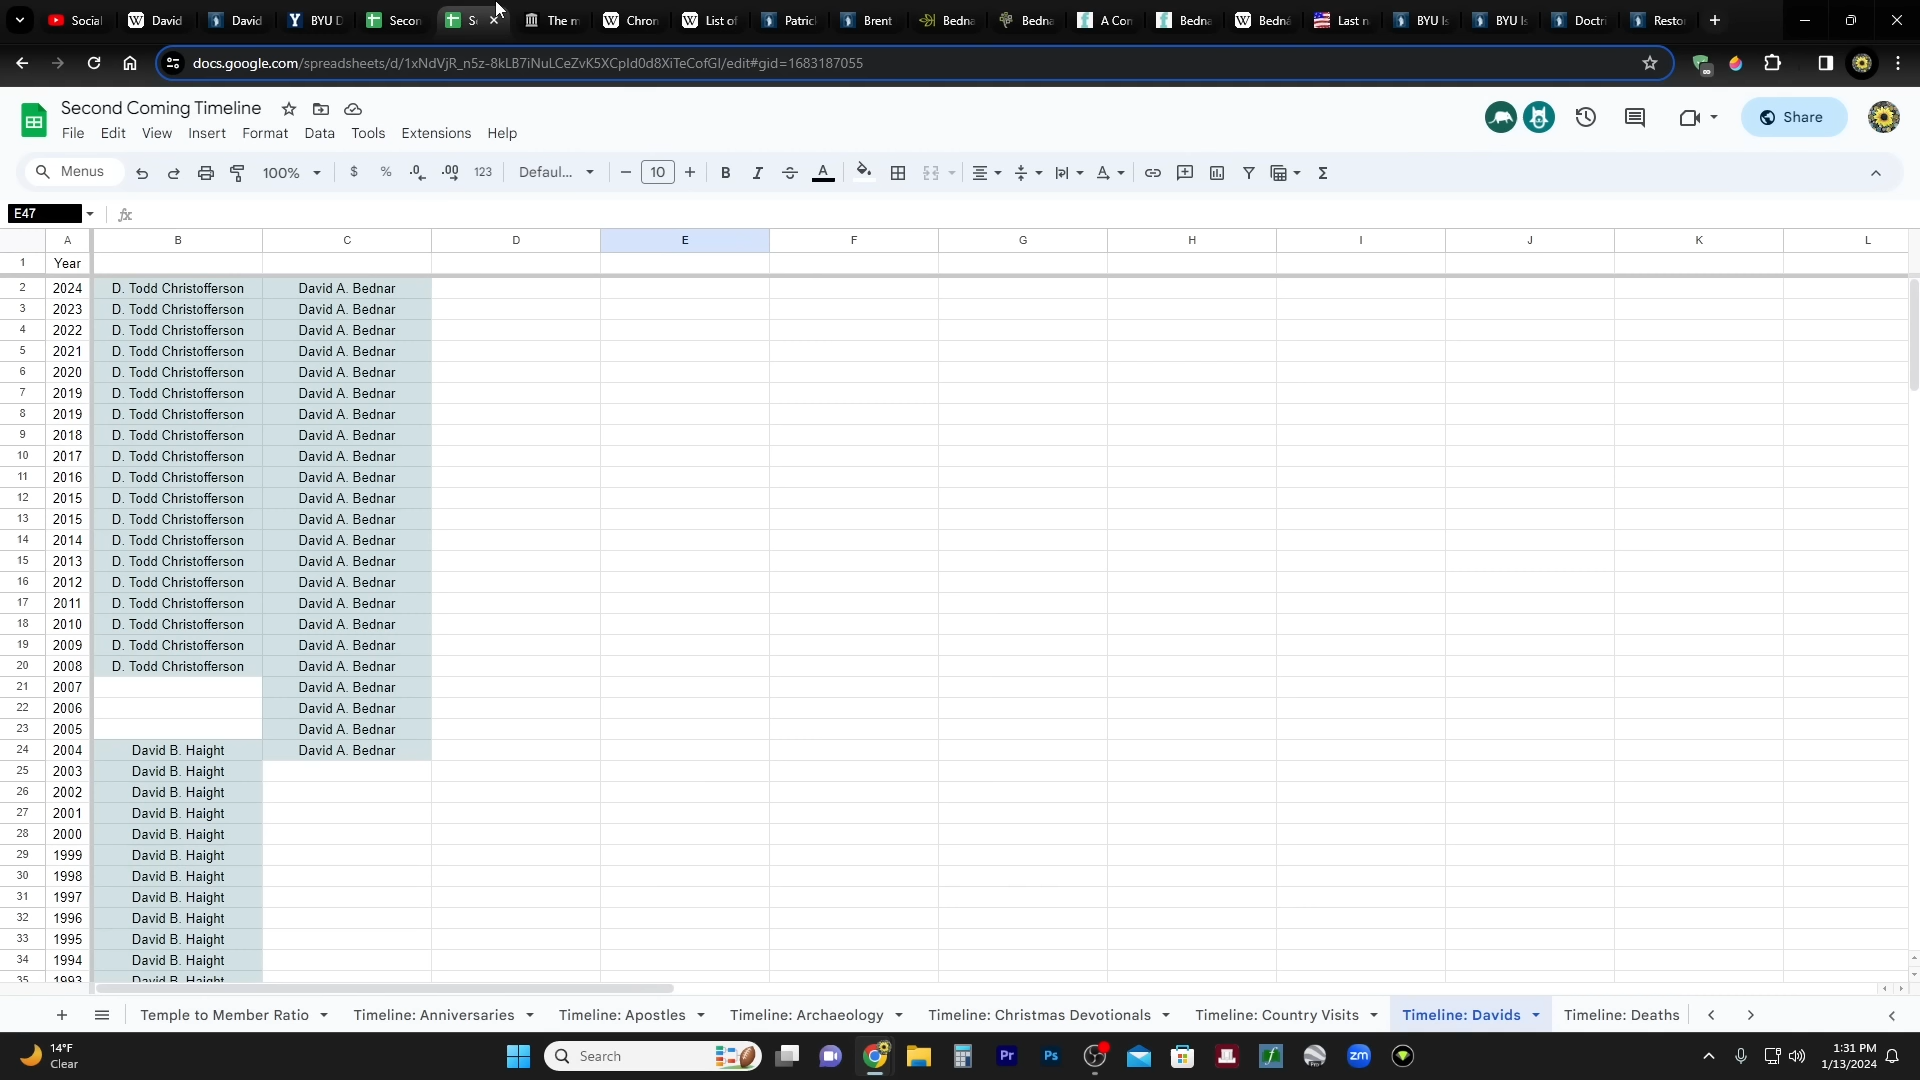 Social
David
David
BYU D
Secon
Se
The m
Chron
List of
Patric
Brent
Bedna
Bedna
A Con
Bedna
Bedná
Last n
BYU Is
BYU Is
Doctri
Resto
docs.google.com/spreadsheets/d/1xNdVjR_n5z-8kLB7iNuLCeZvK5XCpId0d8XiTeCofGI/edit#gid=1683187055
Second Coming Timeline
File Edit View Insert Format Data Tools Extensions Help
Share
Menus 100% $ % .0 .00 123 Defaul... 10 B I A
E47 fx
A B C D E F G H I J K L
1 Year
2 2024 D. Todd Christofferson David A. Bednar
3 2023 D. Todd Christofferson David A. Bednar
4 2022 D. Todd Christofferson David A. Bednar
5 2021 D. Todd Christofferson David A. Bednar
6 2020 D. Todd Christofferson David A. Bednar
7 2019 D. Todd Christofferson David A. Bednar
8 2019 D. Todd Christofferson David A. Bednar
9 2018 D. Todd Christofferson David A. Bednar
10 2017 D. Todd Christofferson David A. Bednar
11 2016 D. Todd Christofferson David A. Bednar
12 2015 D. Todd Christofferson David A. Bednar
13 2015 D. Todd Christofferson David A. Bednar
14 2014 D. Todd Christofferson David A. Bednar
15 2013 D. Todd Christofferson David A. Bednar
16 2012 D. Todd Christofferson David A. Bednar
17 2011 D. Todd Christofferson David A. Bednar
18 2010 D. Todd Christofferson David A. Bednar
19 2009 D. Todd Christofferson David A. Bednar
20 2008 D. Todd Christofferson David A. Bednar
21 2007 David A. Bednar
22 2006 David A. Bednar
23 2005 David A. Bednar
24 2004 David B. Haight David A. Bednar
25 2003 David B. Haight
26 2002 David B. Haight
27 2001 David B. Haight
28 2000 David B. Haight
29 1999 David B. Haight
30 1998 David B. Haight
31 1997 David B. Haight
32 1996 David B. Haight
33 1995 David B. Haight
34 1994 David B. Haight
35 1993 David B. Haight
Temple to Member Ratio Timeline: Anniversaries Timeline: Apostles Timeline: Archaeology Timeline: Christmas Devotionals Timeline: Country Visits Timeline: Davids Timeline: Deaths
14°F
Clear
Search
Pr
Ps
zm
1:31 PM
1/13/2024